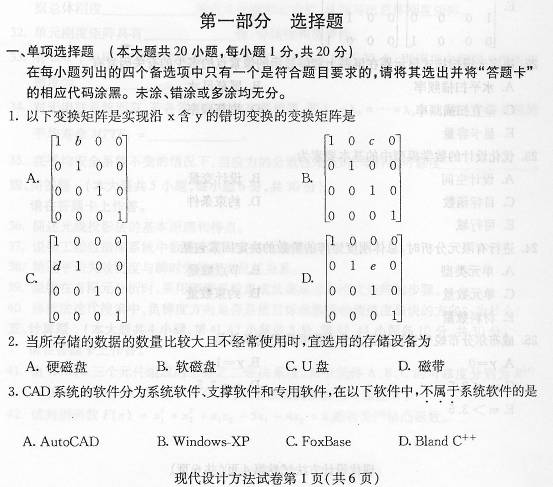 第一部分 选择题
一、单项选择题 (本大题共20小题,每小题1分,共20分)
在每小题列出的四个备选项中只有一个是符合题目要求的,请将其选出并将“答题卡”
的相应代码涂黑。未涂、错涂或多涂均无分。
1. 以下变换矩阵是实现沿 x 含 y 的错切变换的变换矩阵是
A.
1 b 0 0
0 1 0 0
0 0 1 0
0 0 0 1
B.
1 0 c 0
0 1 0 0
0 0 1 0
0 0 0 1
C.
1 0 0 0
d 1 0 0
0 0 1 0
0 0 0 1
D.
1 0 0 0
0 1 e 0
0 0 1 0
0 0 0 1
2. 当所存储的数据的数量比较大且不经常使用时,宜选用的存储设备为
A. 硬磁盘 B. 软磁盘 C. U盘 D. 磁带
3. CAD系统的软件分为系统软件、支撑软件和专用软件,在以下软件中,不属于系统软件的是
A. AutoCAD B. Windows-XP C. FoxBase D. Bland C++
现代设计方法试卷第1页(共6页)